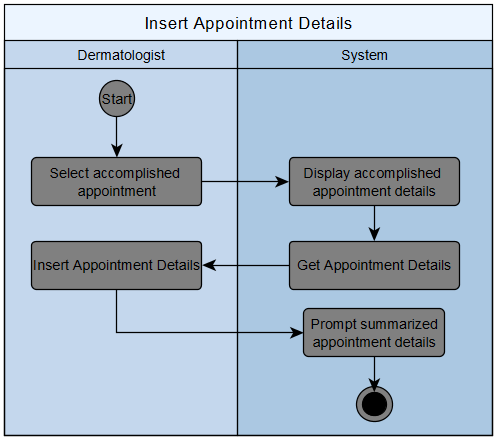 Insert Appointment Details
Dermatologist
System
Start
Select accomplished
appointment
Display accomplished
appointment details
Insert Appointment Details
Get Appointment Details
Prompt summarized
appointment details